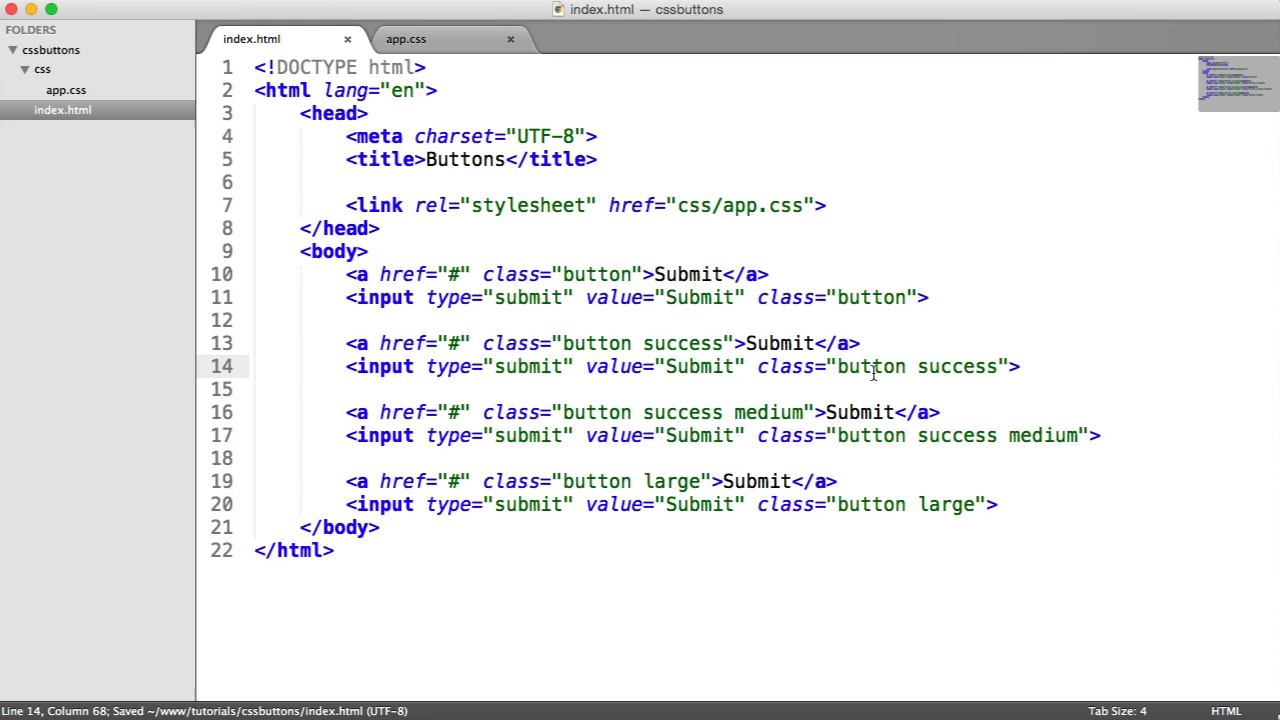 index.html — cssbuttons
FOLDERS
cssbuttons
css
app.css
index.html
index.html
app.css
1 <!DOCTYPE html>
2 <html lang="en">
3 <head>
4 <meta charset="UTF-8">
5 <title>Buttons</title>
6
7 <link rel="stylesheet" href="css/app.css">
8 </head>
9 <body>
10 <a href="#" class="button">Submit</a>
11 <input type="submit" value="Submit" class="button">
12
13 <a href="#" class="button success">Submit</a>
14 <input type="submit" value="Submit" class="button success">
15
16 <a href="#" class="button success medium">Submit</a>
17 <input type="submit" value="Submit" class="button success medium">
18
19 <a href="#" class="button large">Submit</a>
20 <input type="submit" value="Submit" class="button large">
21 </body>
22 </html>
Line 14, Column 68; Saved ~/www/tutorials/cssbuttons/index.html (UTF-8)
Tab Size: 4
HTML